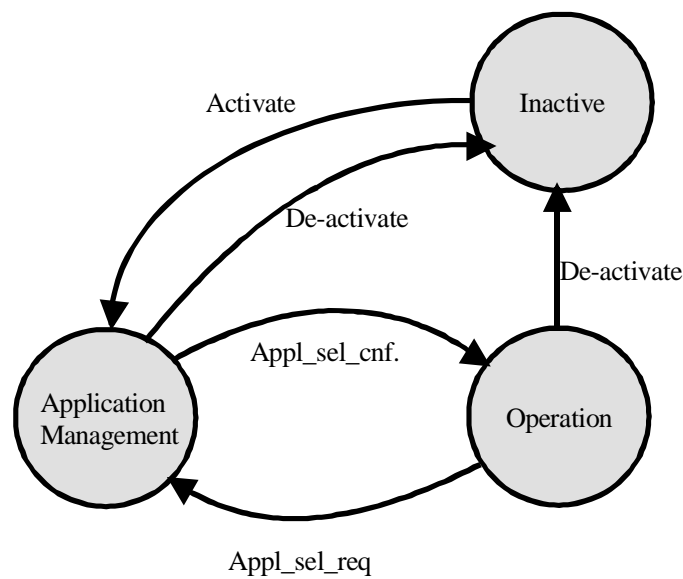 Activate
Inactive
De-activate
De-activate
Appl_sel_cnf.
Application
Management
Operation
Appl_sel_req